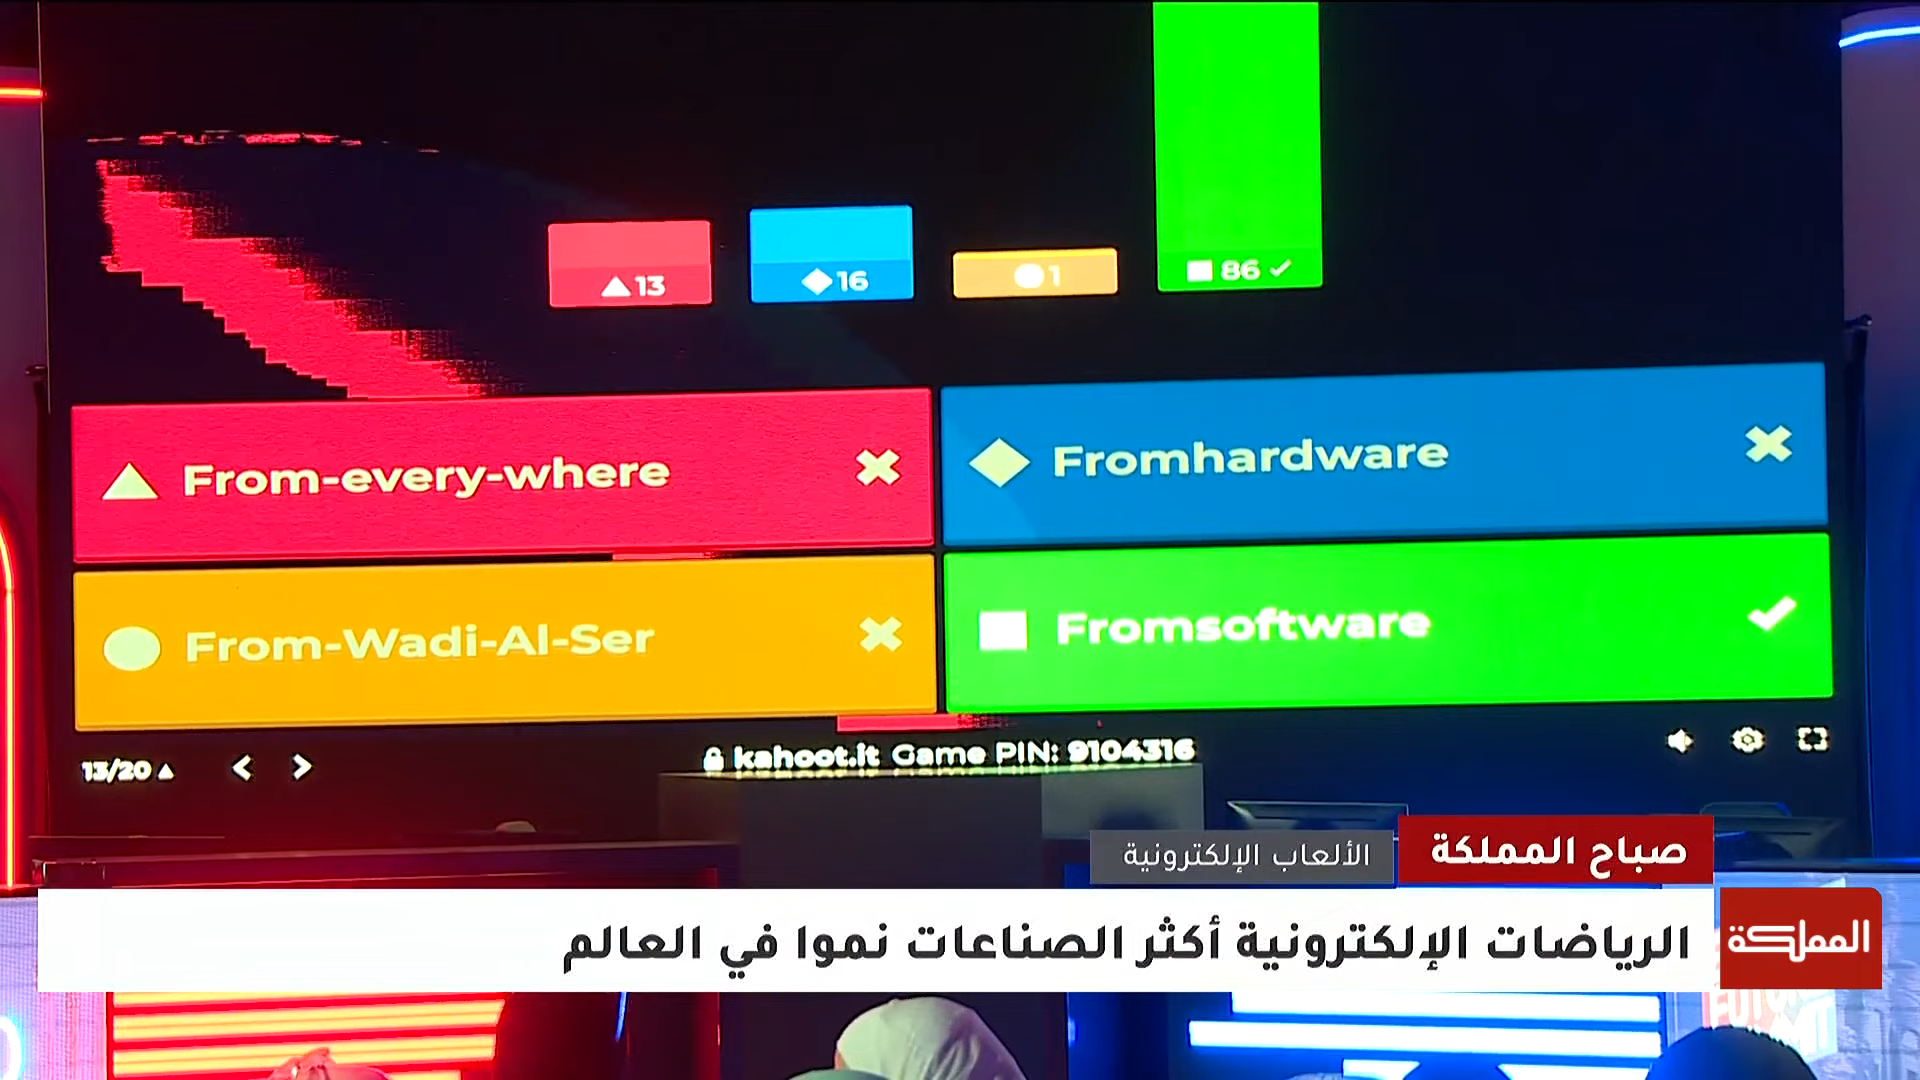 13
16
1
86
From-every-where
Fromhardware
From-Wadi-Al-Ser
Fromsoftware
13/20
kahoot.it Game PIN: 9104316
صباح المملكة
الألعاب الإلكترونية
الرياضات الإلكترونية أكثر الصناعات نموا في العالم
المملكة